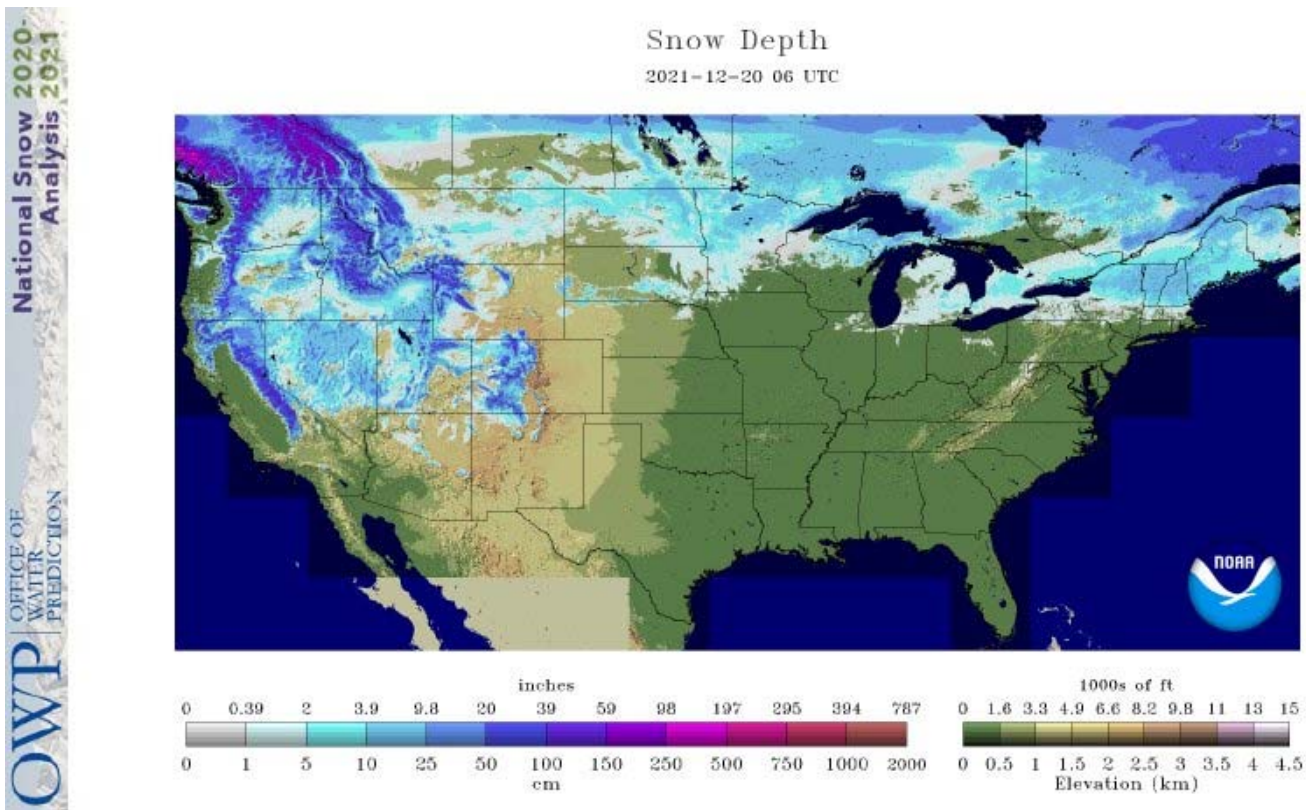 National Snow 2020-
Analysis 2021
OWP
OFFICE OF
WATER
PREDICTION
Snow Depth
2021-12-20 06 UTC
NOAA
inches
0 0.39 2 3.9 9.8 20 39 59 98 197 295 394 787
0 1 5 10 25 50 100 150 250 500 750 1000 2000
cm
1000s of ft
0 1.6 3.3 4.9 6.6 8.2 9.8 11 13 15
0 0.5 1 1.5 2 2.5 3 3.5 4 4.5
Elevation (km)